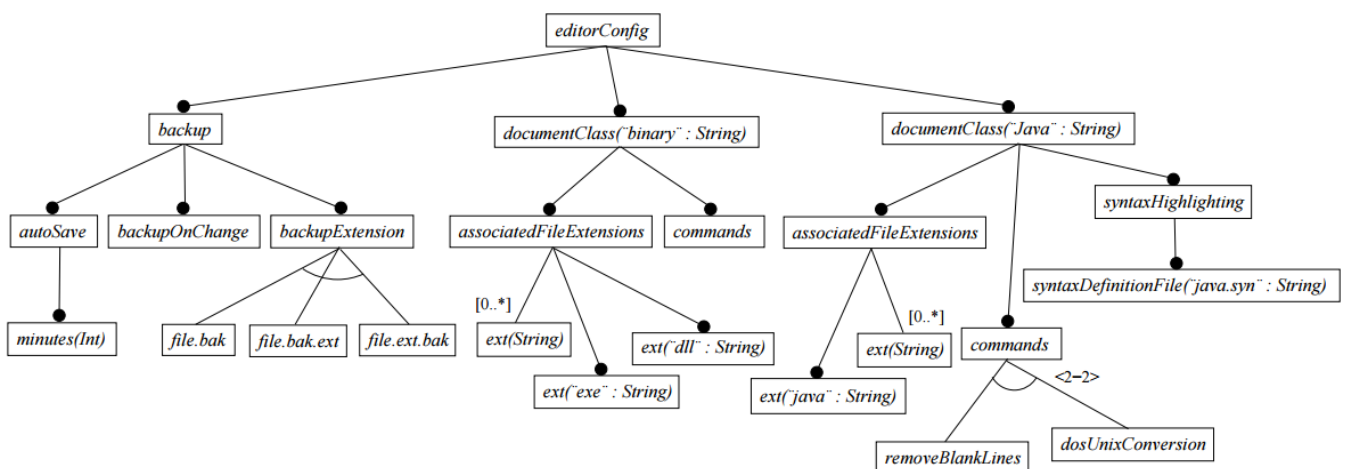 editorConfig
backup
documentClass(¨binary¨ : String)
documentClass(¨Java¨ : String)
autoSave
backupOnChange
backupExtension
associatedFileExtensions
commands
associatedFileExtensions
syntaxHighlighting
minutes(Int)
file.bak
file.bak.ext
file.ext.bak
[0..*]
ext(String)
ext(¨dll¨ : String)
ext(¨exe¨ : String)
[0..*]
ext(String)
ext(¨java¨ : String)
syntaxDefinitionFile(¨java.syn¨ : String)
commands
<2−2>
removeBlankLines
dosUnixConversion